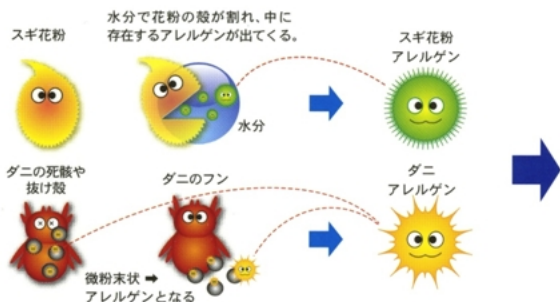 スギ花粉
水分で花粉の殻が割れ、中に
存在するアレルゲンが出てくる。
水分
スギ花粉
アレルゲン
ダニの死骸や
抜け殻
ダニのフン
微粉末状 ➡
アレルゲンとなる
ダニ
アレルゲン